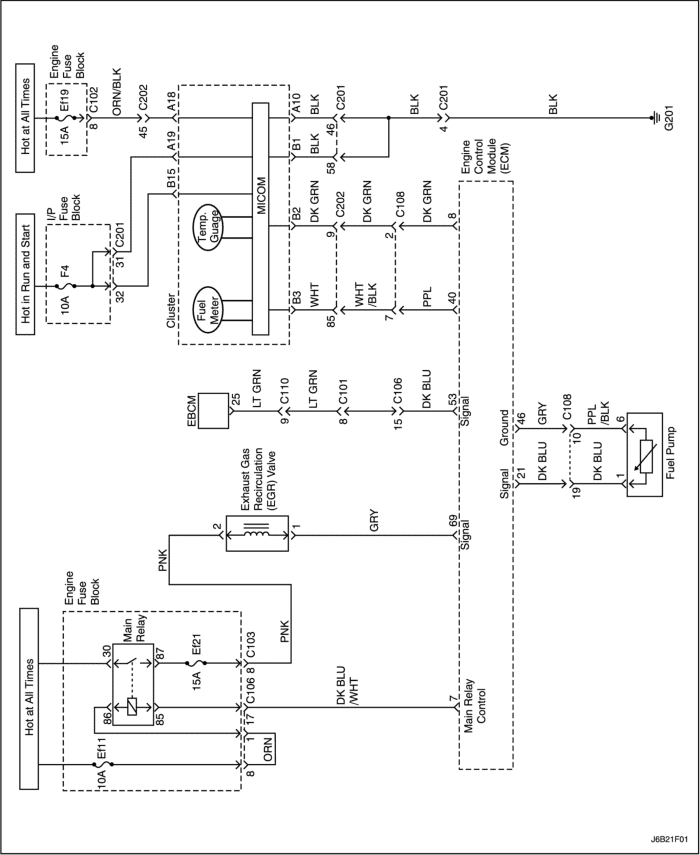 Hot at All Times
Engine
Fuse
Block
10A Ef11
86
30
Main
Relay
85
87
15A
Ef21
8
1
17
C106
8
C103
ORN
PNK
PNK
DK BLU
/WHT
7
Main Relay
Control
Exhaust Gas
Recirculation
(EGR) Valve
2
1
GRY
69
Signal
EBCM
25
LT GRN
9
C110
LT GRN
8
C101
15
C106
DK BLU
53
Signal
Hot in Run and Start
I/P
Fuse
Block
10A
F4
32
31
C201
Hot at All Times
Engine
Fuse
Block
15A
Ef19
8
C102
ORN/BLK
45
C202
B15
A19
A18
Cluster
Fuel
Meter
Temp.
Guage
MICOM
B3
B2
B1
A10
WHT
DK GRN
BLK
BLK
85
9
C202
58
46
C201
WHT
/BLK
DK GRN
BLK
7
2
C108
4
C201
PPL
DK GRN
BLK
40
8
G201
Engine
Control
Module
(ECM)
Signal
Ground
21
46
DK BLU
GRY
19
10
C108
DK BLU
PPL
/BLK
1
6
Fuel Pump
J6B21F01